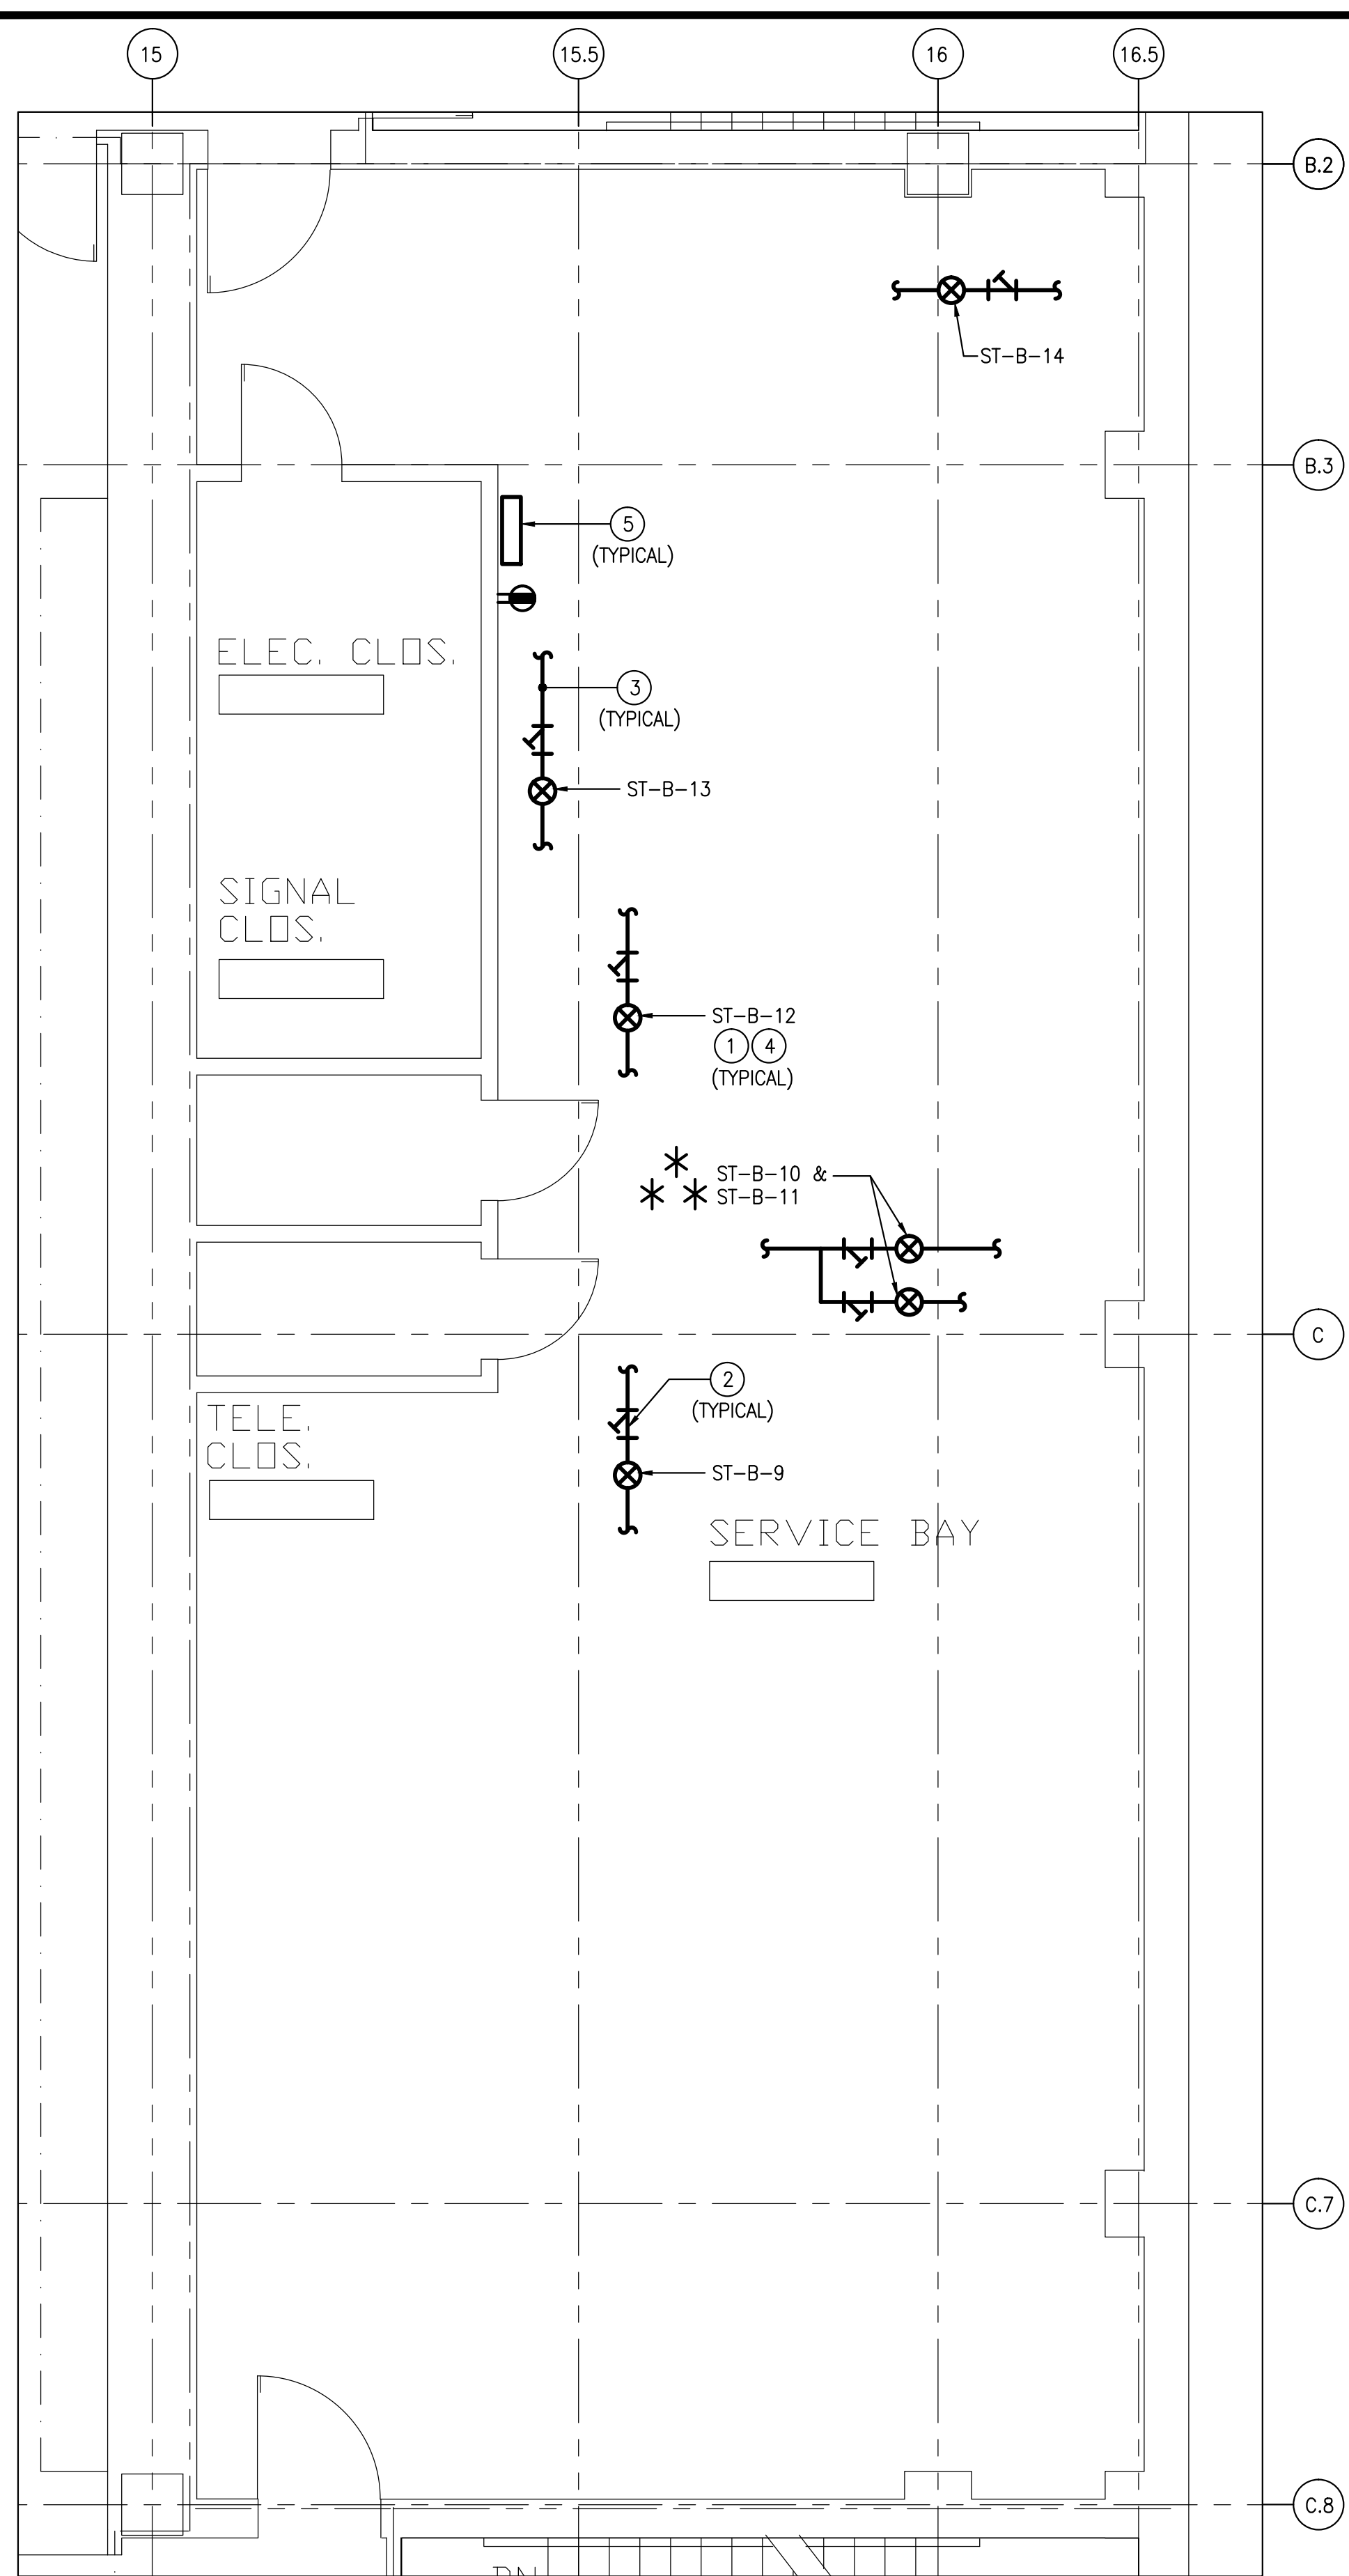 15 15.5 16 16.5
B.2
ST-B-14
B.3
5
(TYPICAL)
ELEC. CLOS.
3
(TYPICAL)
ST-B-13
SIGNAL
CLOS.
ST-B-12
1 4
(TYPICAL)
ST-B-10 &
ST-B-11
C
2
(TYPICAL)
TELE.
CLOS.
ST-B-9
SERVICE BAY
C.7
C.8
DN